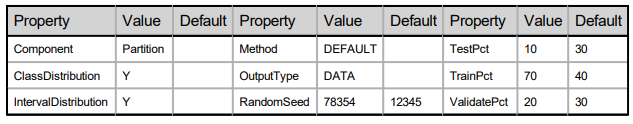 Property Value Default Property Value Default Property Value Default
Component Partition Method DEFAULT TestPct 10 30
ClassDistribution Y OutputType DATA TrainPct 70 40
IntervalDistribution Y RandomSeed 78354 12345 ValidatePct 20 30